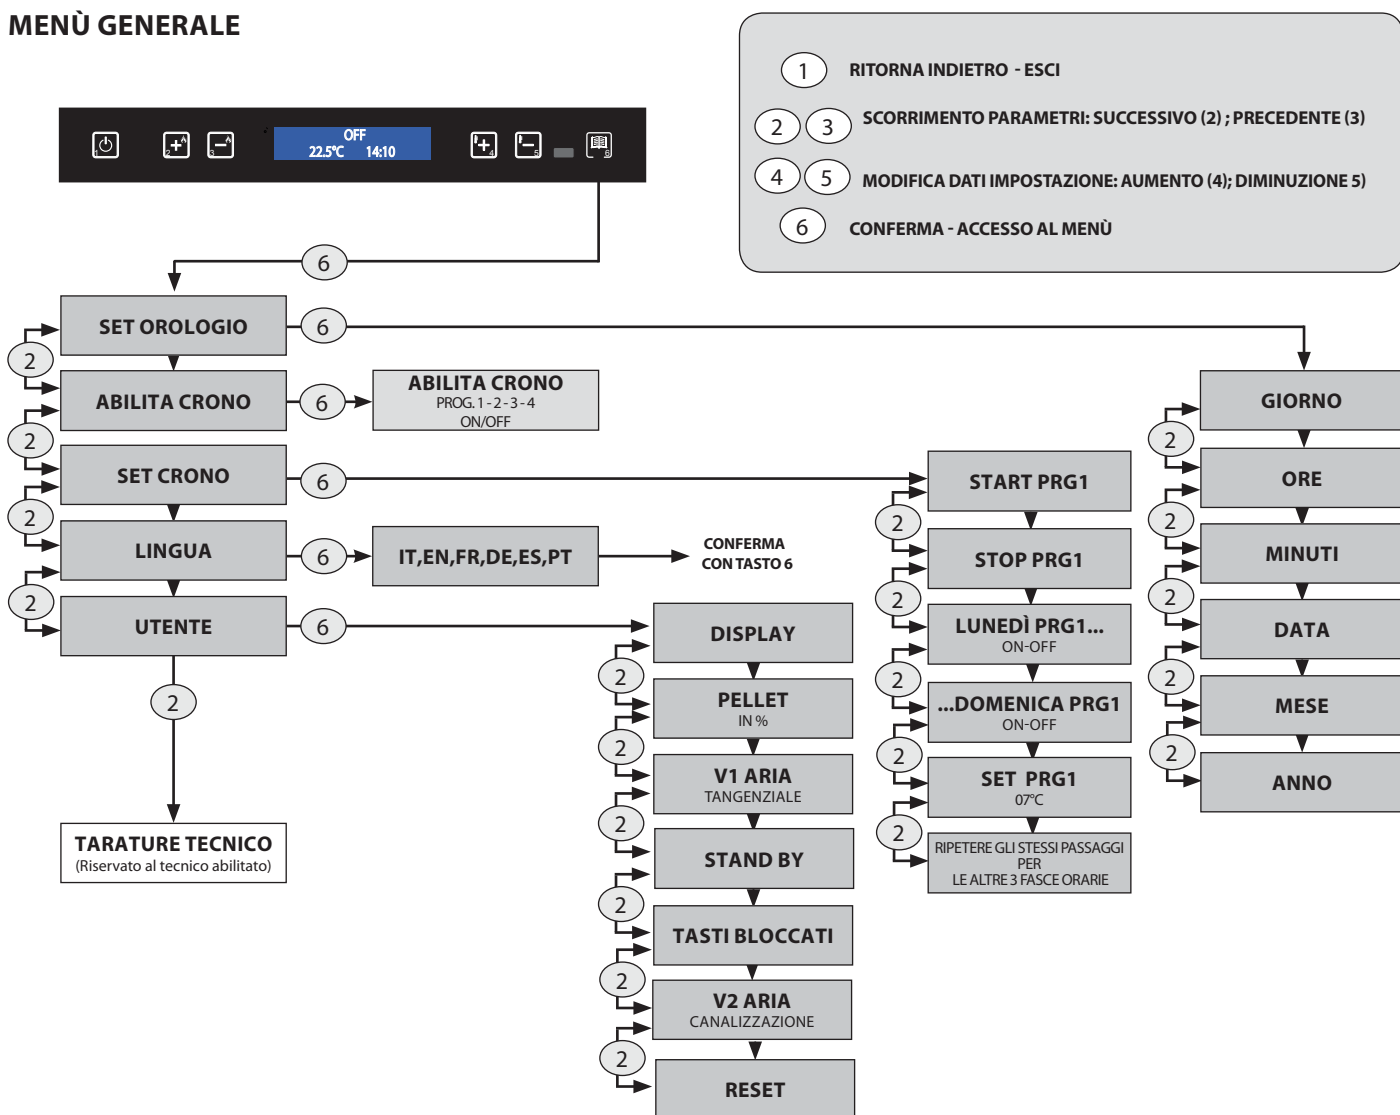 MENÙ GENERALE
1 RITORNA INDIETRO - ESCI
2 3 SCORRIMENTO PARAMETRI: SUCCESSIVO (2) ; PRECEDENTE (3)
4 5 MODIFICA DATI IMPOSTAZIONE: AUMENTO (4); DIMINUZIONE 5)
6 CONFERMA - ACCESSO AL MENÙ
OFF
22.5°C 14:10
1 2 3 4 5 6
6
SET OROLOGIO
6
2
ABILITA CRONO
6
ABILITA CRONO
PROG. 1 - 2 - 3 - 4
ON/OFF
2
SET CRONO
6
2
LINGUA
6
IT,EN,FR,DE,ES,PT
CONFERMA
CON TASTO 6
2
UTENTE
6
2
TARATURE TECNICO
(Riservato al tecnico abilitato)
DISPLAY
2
PELLET
IN %
2
V1 ARIA
TANGENZIALE
2
STAND BY
2
TASTI BLOCCATI
2
V2 ARIA
CANALIZZAZIONE
2
RESET
START PRG1
2
STOP PRG1
2
LUNEDÌ PRG1...
ON-OFF
2
...DOMENICA PRG1
ON-OFF
2
SET PRG1
07°C
2
RIPETERE GLI STESSI PASSAGGI
PER
LE ALTRE 3 FASCE ORARIE
GIORNO
2
ORE
2
MINUTI
2
DATA
2
MESE
2
ANNO